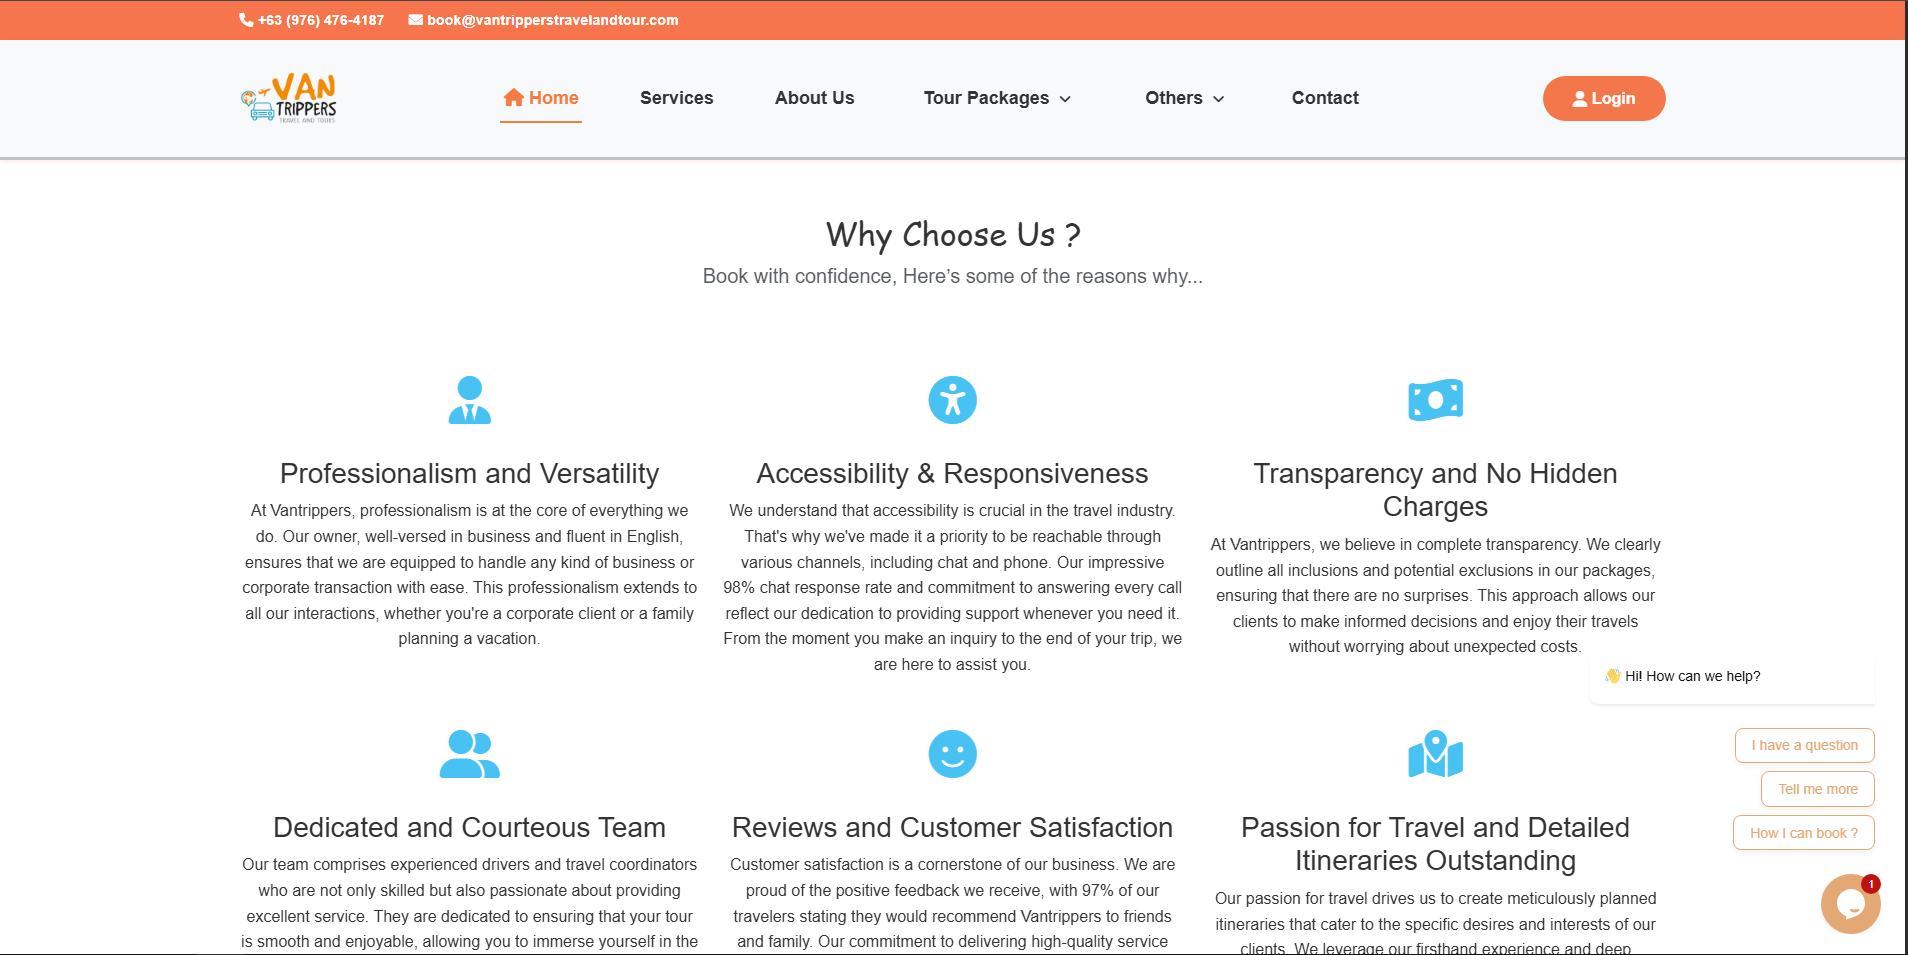 +63 (976) 476-4187 book@vantripperstravelandtour.com
VAN
TRIPPERS
TRAVEL AND TOURS
Home Services About Us Tour Packages Others Contact Login
Why Choose Us ?
Book with confidence, Here’s some of the reasons why...
Professionalism and Versatility
At Vantrippers, professionalism is at the core of everything we
do. Our owner, well-versed in business and fluent in English,
ensures that we are equipped to handle any kind of business or
corporate transaction with ease. This professionalism extends to
all our interactions, whether you're a corporate client or a family
planning a vacation.
Accessibility & Responsiveness
We understand that accessibility is crucial in the travel industry.
That's why we've made it a priority to be reachable through
various channels, including chat and phone. Our impressive
98% chat response rate and commitment to answering every call
reflect our dedication to providing support whenever you need it.
From the moment you make an inquiry to the end of your trip, we
are here to assist you.
Transparency and No Hidden
Charges
At Vantrippers, we believe in complete transparency. We clearly
outline all inclusions and potential exclusions in our packages,
ensuring that there are no surprises. This approach allows our
clients to make informed decisions and enjoy their travels
without worrying about unexpected costs.
Dedicated and Courteous Team
Our team comprises experienced drivers and travel coordinators
who are not only skilled but also passionate about providing
excellent service. They are dedicated to ensuring that your tour
is smooth and enjoyable, allowing you to immerse yourself in the
Reviews and Customer Satisfaction
Customer satisfaction is a cornerstone of our business. We are
proud of the positive feedback we receive, with 97% of our
travelers stating they would recommend Vantrippers to friends
and family. Our commitment to delivering high-quality service
Passion for Travel and Detailed
Itineraries Outstanding
Our passion for travel drives us to create meticulously planned
itineraries that cater to the specific desires and interests of our
clients. We leverage our firsthand experience and deep
👋 Hi! How can we help?
I have a question
Tell me more
How I can book ?
1